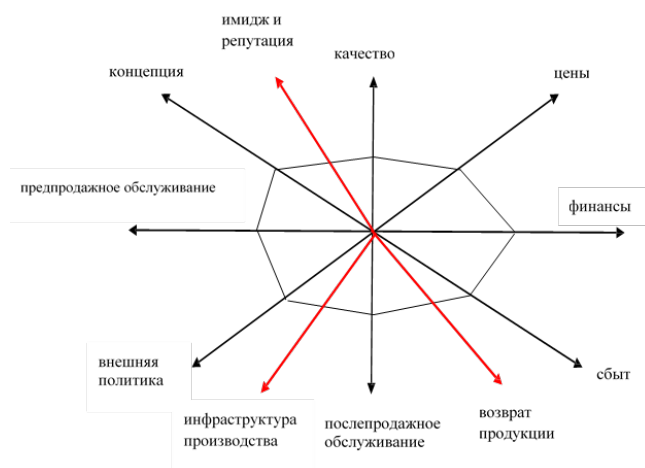 имидж и
репутация
качество
концепция
цены
предпродажное обслуживание
финансы
внешняя
политика
сбыт
инфраструктура
производства
послепродажное
обслуживание
возврат
продукции